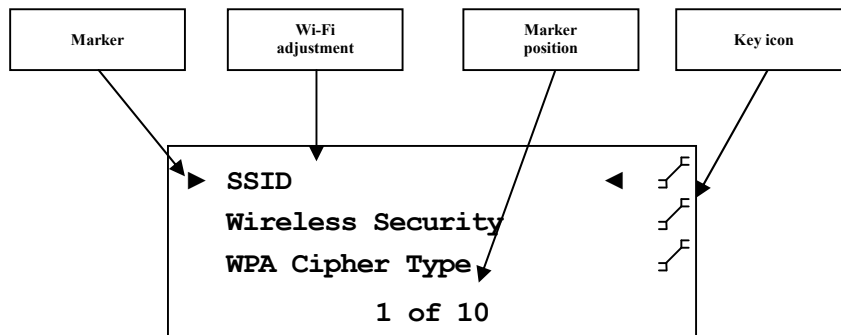 Marker
Wi-Fi
adjustment
Marker
position
Key icon
► SSID ◄
Wireless Security
WPA Cipher Type
1 of 10